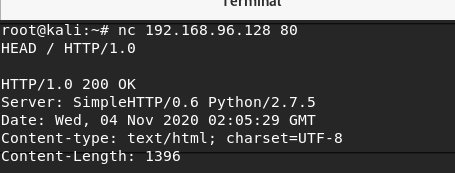 Terminal
root@kali:~# nc 192.168.96.128 80
HEAD / HTTP/1.0
HTTP/1.0 200 OK
Server: SimpleHTTP/0.6 Python/2.7.5
Date: Wed, 04 Nov 2020 02:05:29 GMT
Content-type: text/html; charset=UTF-8
Content-Length: 1396